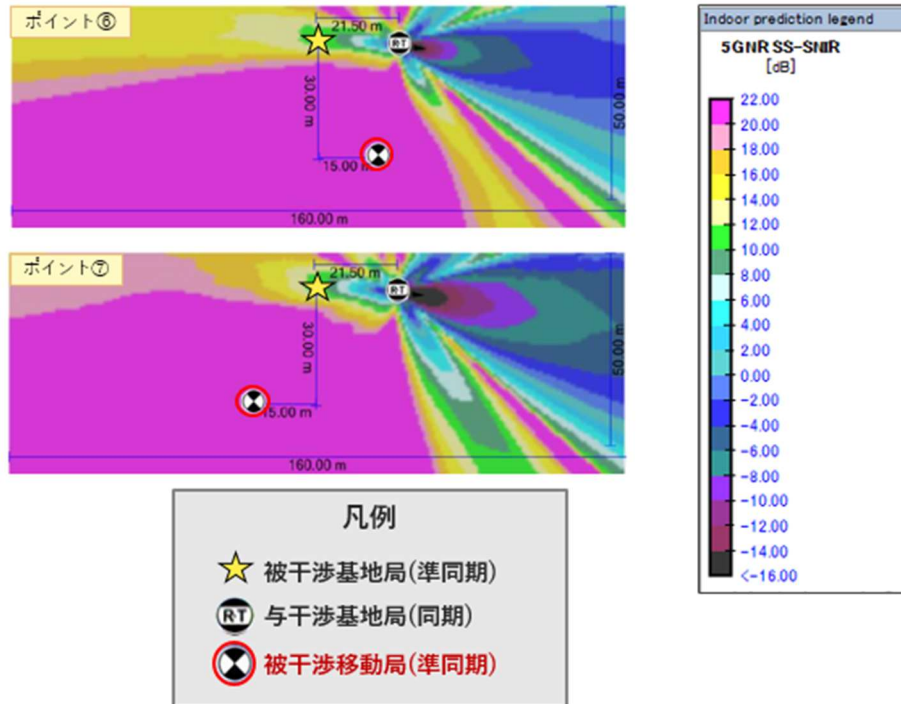 ポイント⑥
21.50 m
R·T
30.00 m
50.00 m
15.00 m
160.00 m
ポイント⑦
21.50 m
R·T
30.00 m
50.00 m
15.00 m
160.00 m
凡例
被干渉基地局(準同期)
R·T
与干渉基地局(同期)
被干渉移動局(準同期)
Indoor prediction legend
5GNR SS-SNIR
[dB]
22.00
20.00
18.00
16.00
14.00
12.00
10.00
8.00
6.00
4.00
2.00
0.00
-2.00
-4.00
-6.00
-8.00
-10.00
-12.00
-14.00
<-16.00